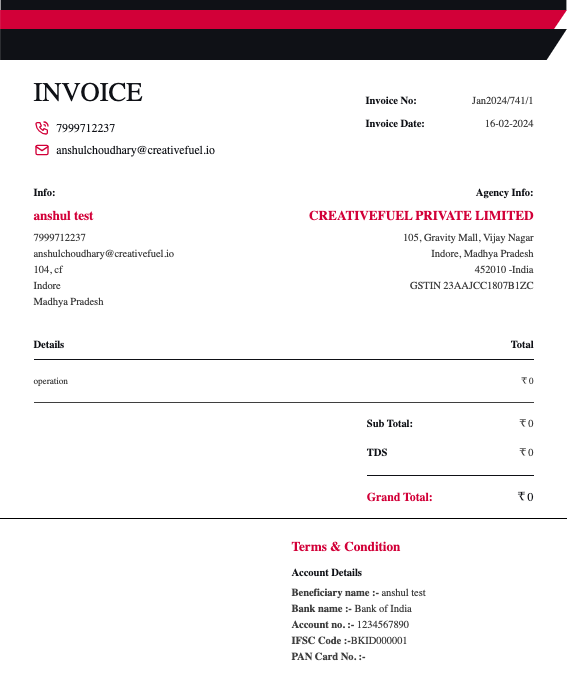 INVOICE
Invoice No: Jan2024/741/1
7999712237
Invoice Date: 16-02-2024
anshulchoudhary@creativefuel.io
Info: Agency Info:
anshul test CREATIVEFUEL PRIVATE LIMITED
7999712237 105, Gravity Mall, Vijay Nagar
anshulchoudhary@creativefuel.io Indore, Madhya Pradesh
104, cf 452010 -India
Indore GSTIN 23AAJCC1807B1ZC
Madhya Pradesh
Details Total
operation ₹ 0
Sub Total: ₹ 0
TDS ₹ 0
Grand Total: ₹ 0
Terms & Condition
Account Details
Beneficiary name :- anshul test
Bank name :- Bank of India
Account no. :- 1234567890
IFSC Code :-BKID000001
PAN Card No. :-